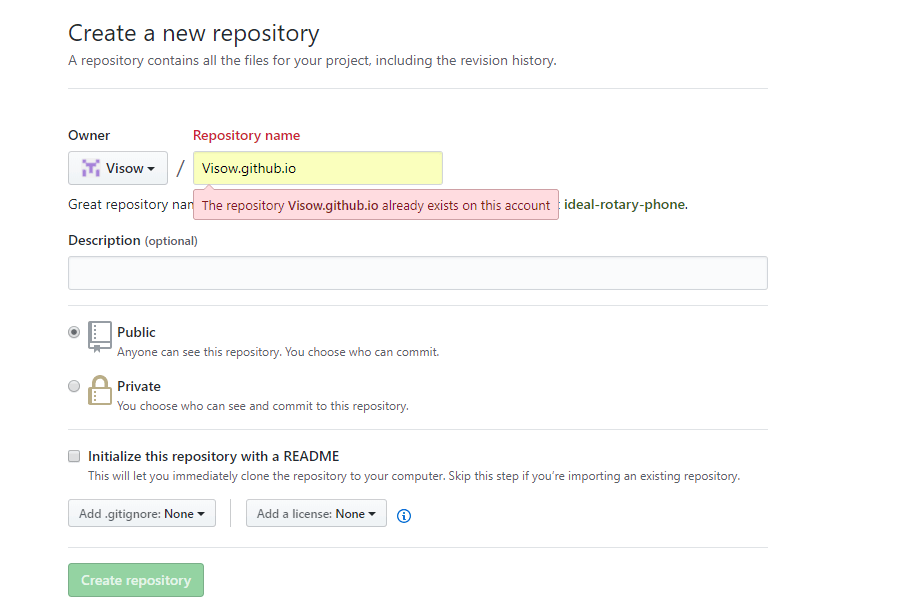 Create a new repository
A repository contains all the files for your project, including the revision history.
Owner Repository name
Visow / Visow.github.io
The repository Visow.github.io already exists on this account
Great repository ideal-rotary-phone.
Description (optional)
Public
Anyone can see this repository. You choose who can commit.
Private
You choose who can see and commit to this repository.
Initialize this repository with a README
This will let you immediately clone the repository to your computer. Skip this step if you're importing an existing repository.
Add .gitignore: None Add a license: None
Create repository